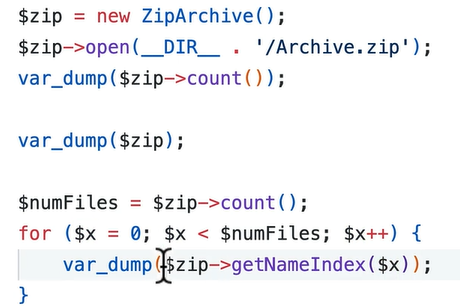 $zip = new ZipArchive();
$zip->open(__DIR__ . '/Archive.zip');
var_dump($zip->count());

var_dump($zip);

$numFiles = $zip->count();
for ($x = 0; $x < $numFiles; $x++) {
    var_dump($zip->getNameIndex($x));
}